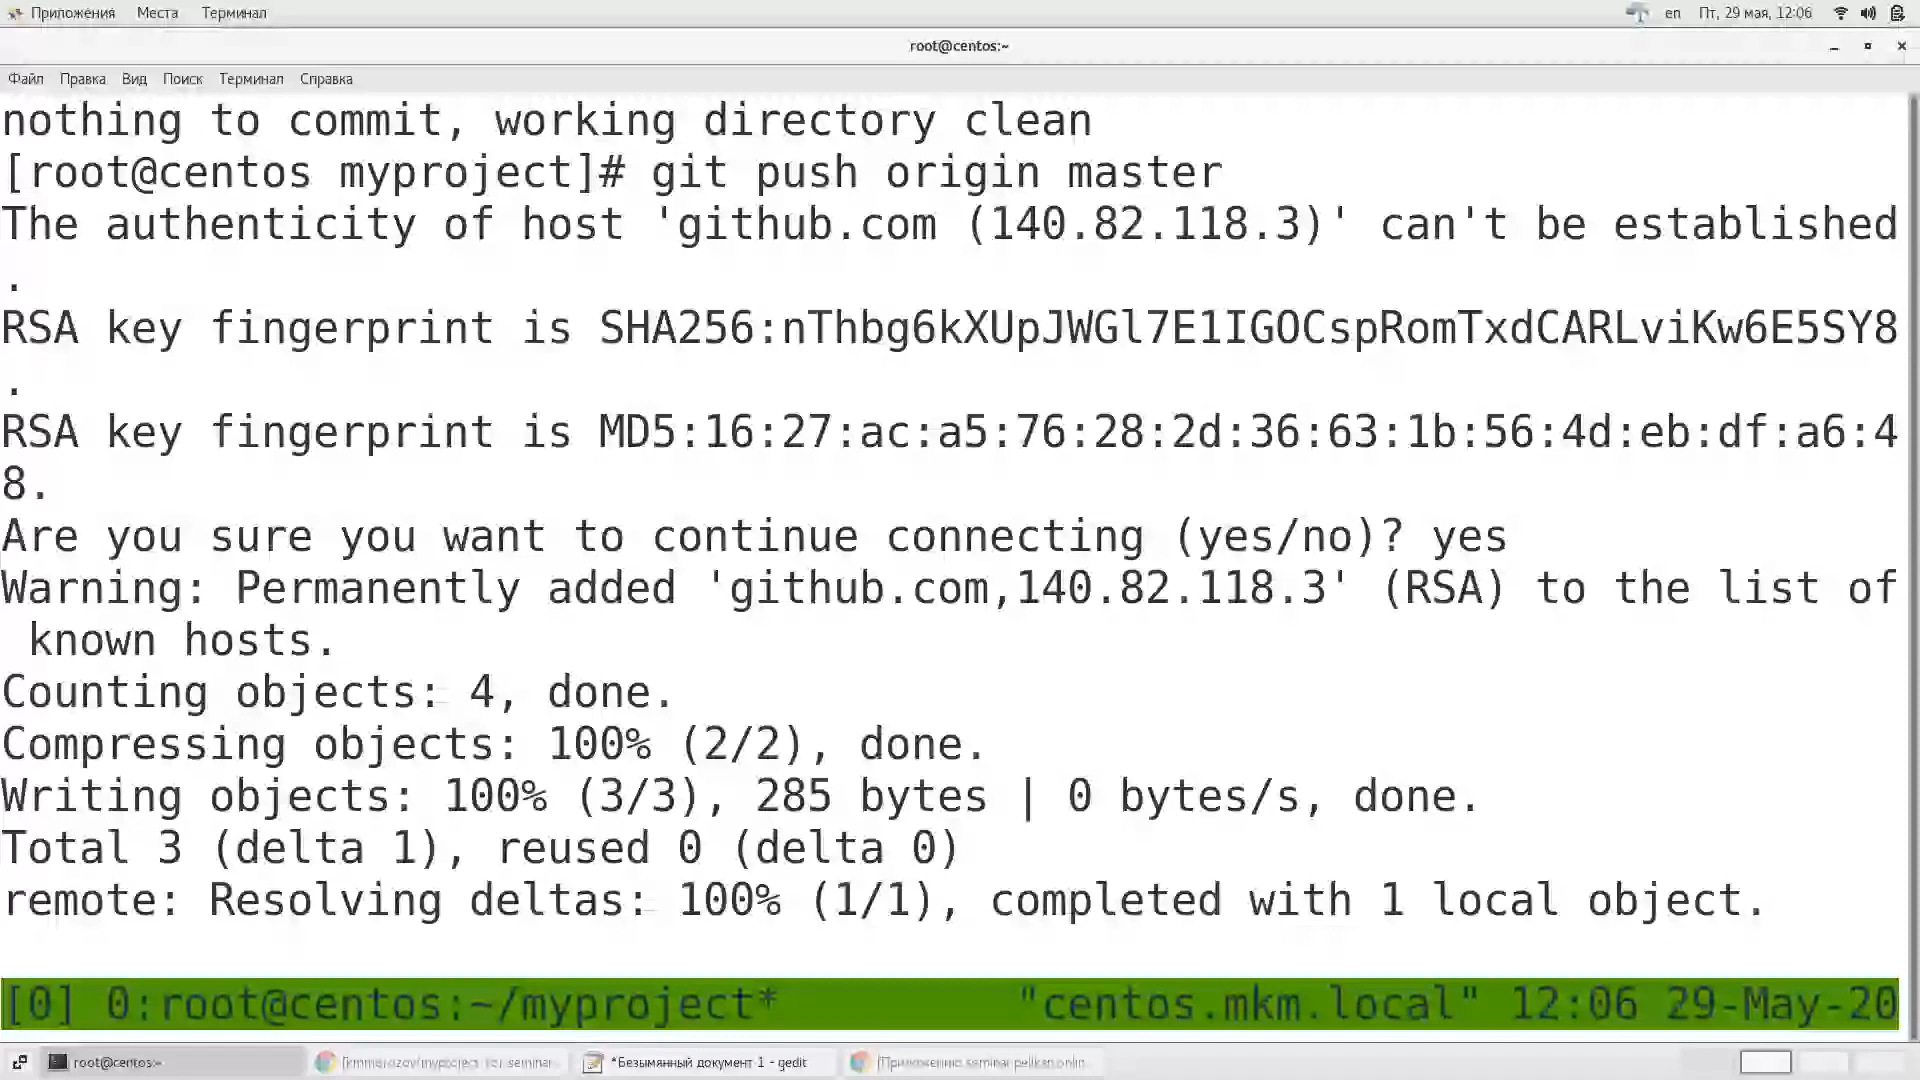 Приложения Места Терминал en Пт, 29 мая, 12:06
root@centos:~
Файл Правка Вид Поиск Терминал Справка
nothing to commit, working directory clean
[root@centos myproject]# git push origin master
The authenticity of host 'github.com (140.82.118.3)' can't be established
.
RSA key fingerprint is SHA256:nThbg6kXUpJWGl7E1IGOCspRomTxdCARLviKw6E5SY8
.
RSA key fingerprint is MD5:16:27:ac:a5:76:28:2d:36:63:1b:56:4d:eb:df:a6:4
8.
Are you sure you want to continue connecting (yes/no)? yes
Warning: Permanently added 'github.com,140.82.118.3' (RSA) to the list of
known hosts.
Counting objects: 4, done.
Compressing objects: 100% (2/2), done.
Writing objects: 100% (3/3), 285 bytes | 0 bytes/s, done.
Total 3 (delta 1), reused 0 (delta 0)
remote: Resolving deltas: 100% (1/1), completed with 1 local object.
[0] 0:root@centos:~/myproject* "centos.mkm.local" 12:06 29-May-20
root@centos:~ [kmmorozov/myproject for seminar *Безымянный документ 1 - gedit [Приложению seminar.pelikan.onlin